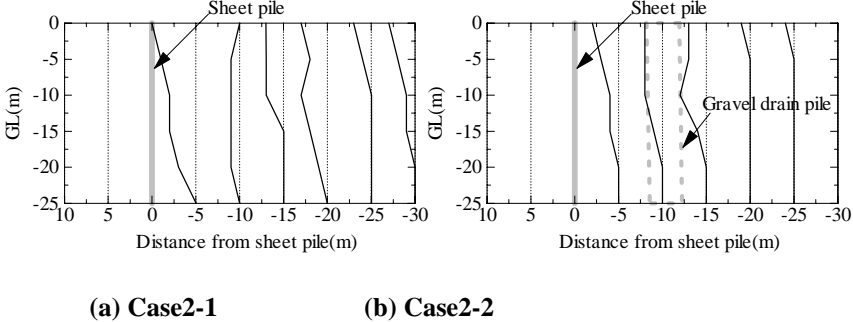 Sheet pile
0
-5
-10
-15
-20
-25
GL(m)
10 5 0 -5 -10 -15 -20 -25 -30
Distance from sheet pile(m)
Sheet pile
Gravel drain pile
0
-5
-10
-15
-20
-25
GL(m)
10 5 0 -5 -10 -15 -20 -25 -30
Distance from sheet pile(m)
(a) Case2-1
(b) Case2-2